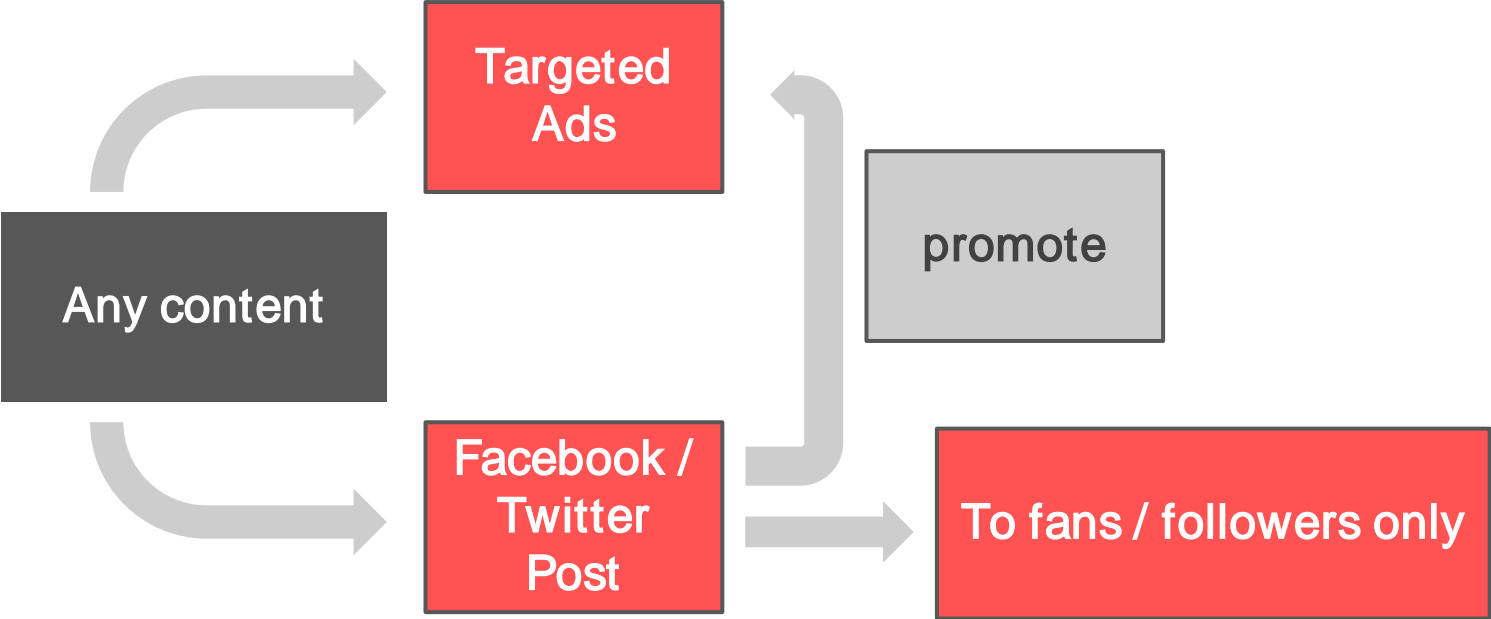 Targeted
Ads
promote
Any content
Facebook /
Twitter
Post
To fans / followers only